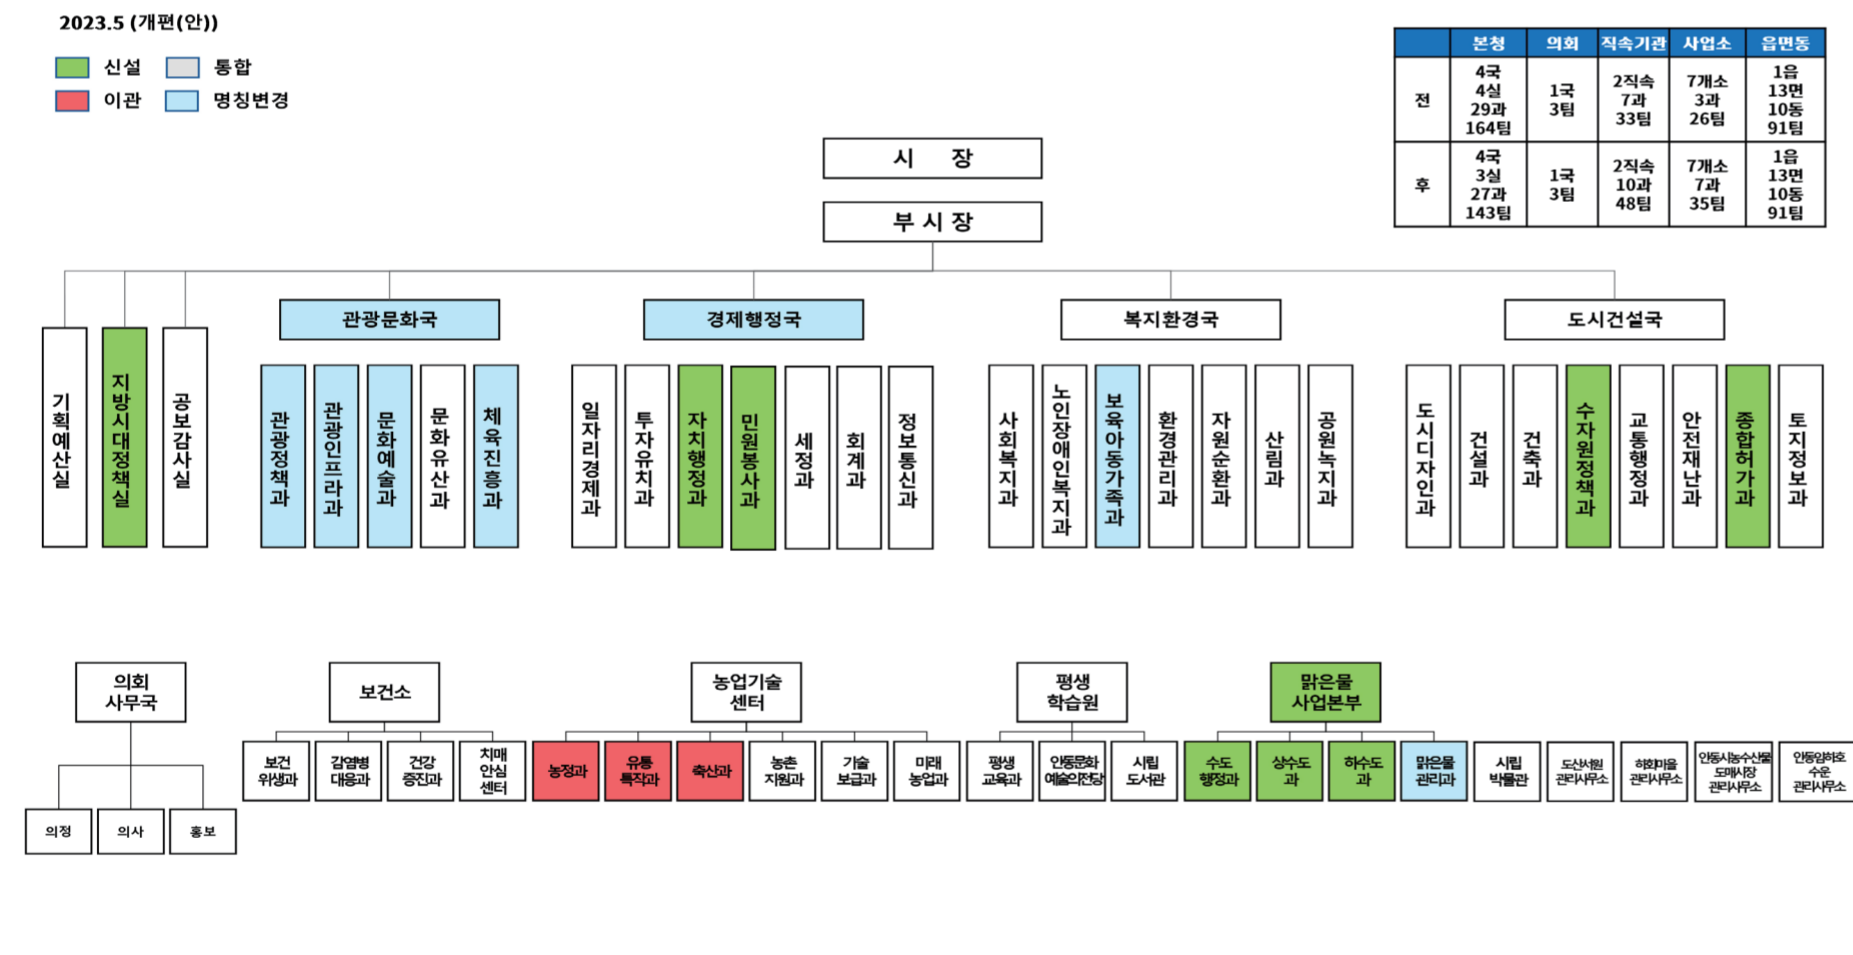 2023.5 (개편(안))
신설
통합
이관
명칭변경
본청 의회 직속기관 사업소 읍면동
전
4국
4실
29과
164팀
1국
3팀
2직속
7과
33팀
7개소
3과
26팀
1읍
13면
10동
91팀
후
4국
3실
27과
143팀
1국
3팀
2직속
10과
48팀
7개소
7과
35팀
1읍
13면
10동
91팀
시 장
부 시 장
기획예산실
지방시대정책실
공보감사실
관광문화국
관광정책과
관광인프라과
문화예술과
문화유산과
체육진흥과
경제행정국
일자리경제과
투자유치과
자치행정과
민원봉사과
세정과
회계과
정보통신과
복지환경국
사회복지과
노인장애인복지과
보육아동가족과
환경관리과
자원순환과
산림과
공원녹지과
도시건설국
도시디자인과
건설과
건축과
수자원정책과
교통행정과
안전재난과
종합허가과
토지정보과
의회
사무국
의정
의사
홍보
보건소
보건
위생과
감염병
대응과
건강
증진과
치매
안심
센터
농업기술
센터
농정과
유통
특작과
축산과
농촌
지원과
기술
보급과
미래
농업과
평생
학습원
평생
교육과
안동문화
예술의전당
시립
도서관
맑은물
사업본부
수도
행정과
상수도
과
하수도
과
맑은물
관리과
시립
박물관
도산서원
관리사무소
하회마을
관리사무소
안동시농수산물
도매시장
관리사무소
안동임하호
수운
관리사무소